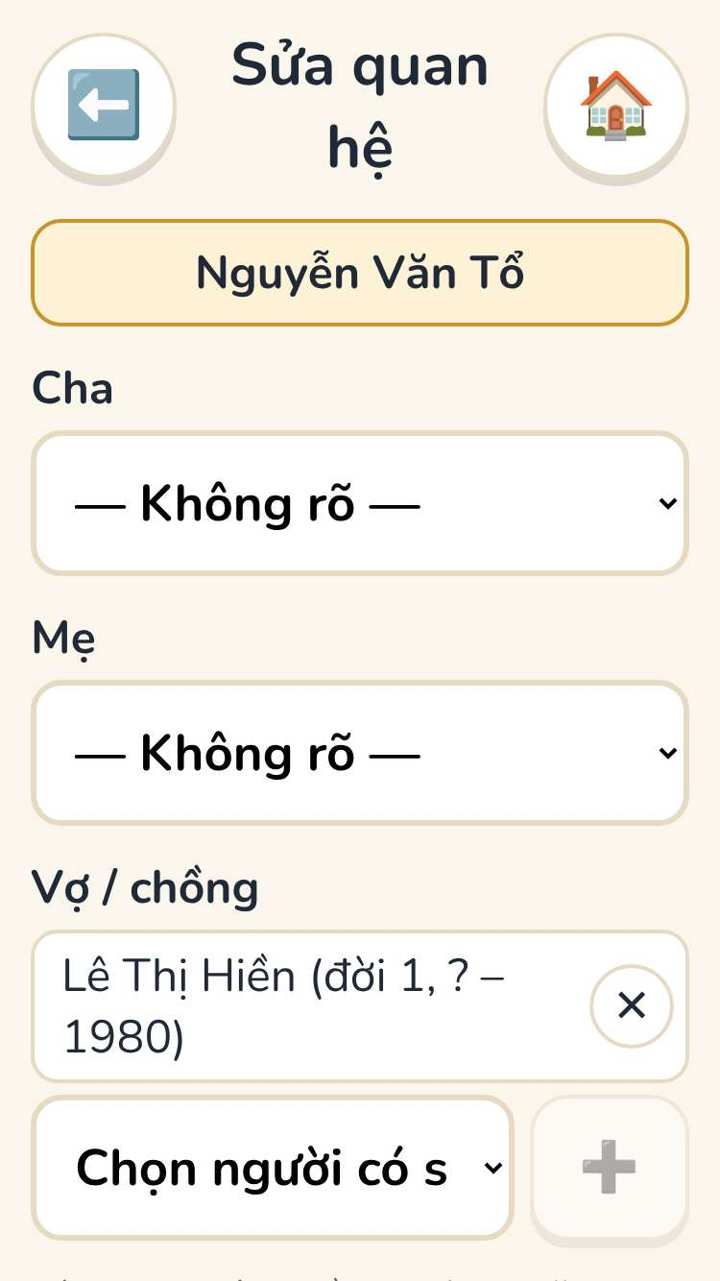 Sửa quan
hệ
Nguyễn Văn Tổ
Cha
— Không rõ —
Mẹ
— Không rõ —
Vợ / chồng
Lê Thị Hiền (đời 1, ? –
1980)
Chọn người có s